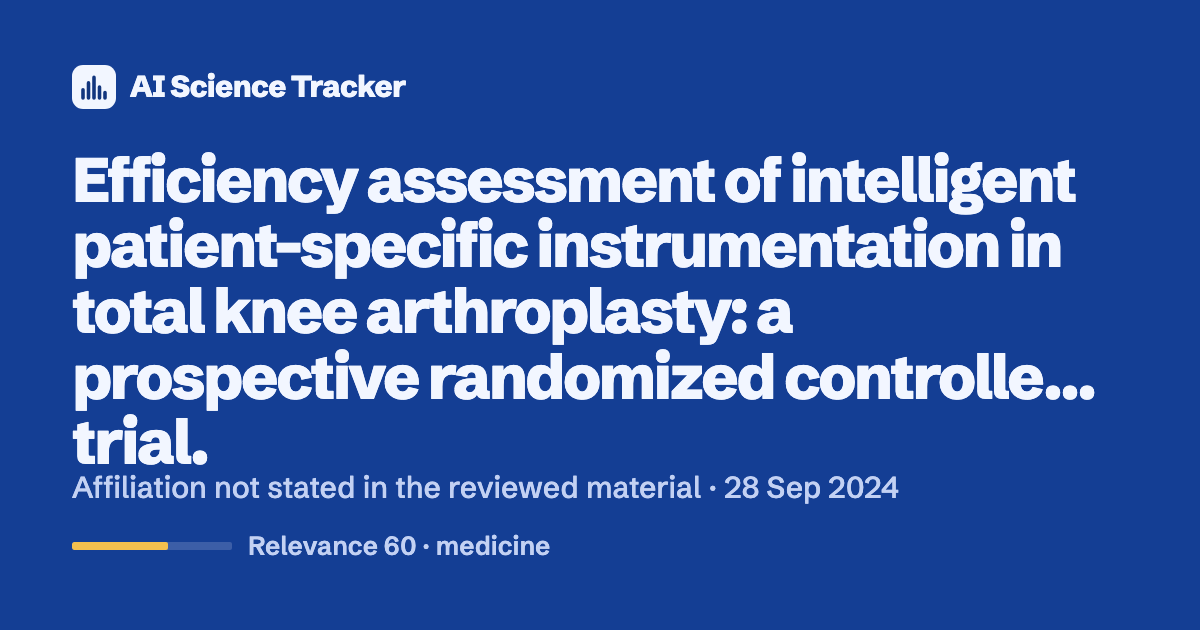 AI Science Tracker
Efficiency assessment of intelligent
patient-specific instrumentation in
total knee arthroplasty: a
prospective randomized controlle...
trial.
Affiliation not stated in the reviewed material · 28 Sep 2024
Relevance 60 · medicine